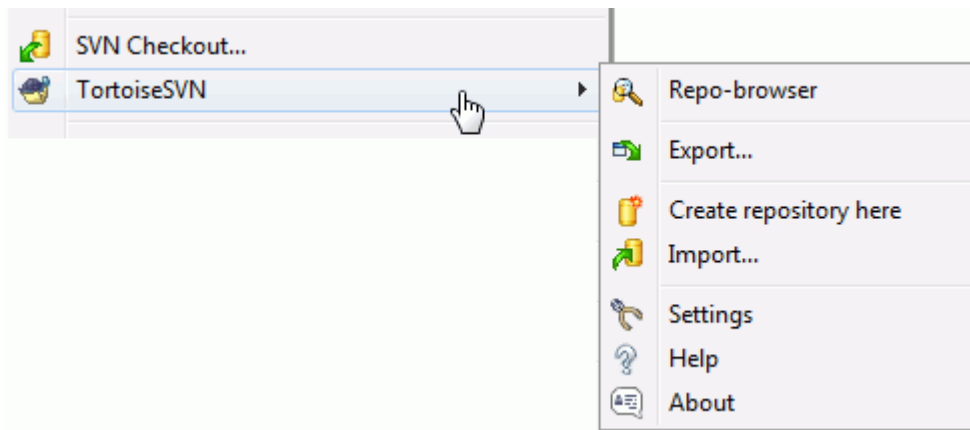 SVN Checkout...
TortoiseSVN
Repo-browser
Export...
Create repository here
Import...
Settings
Help
About